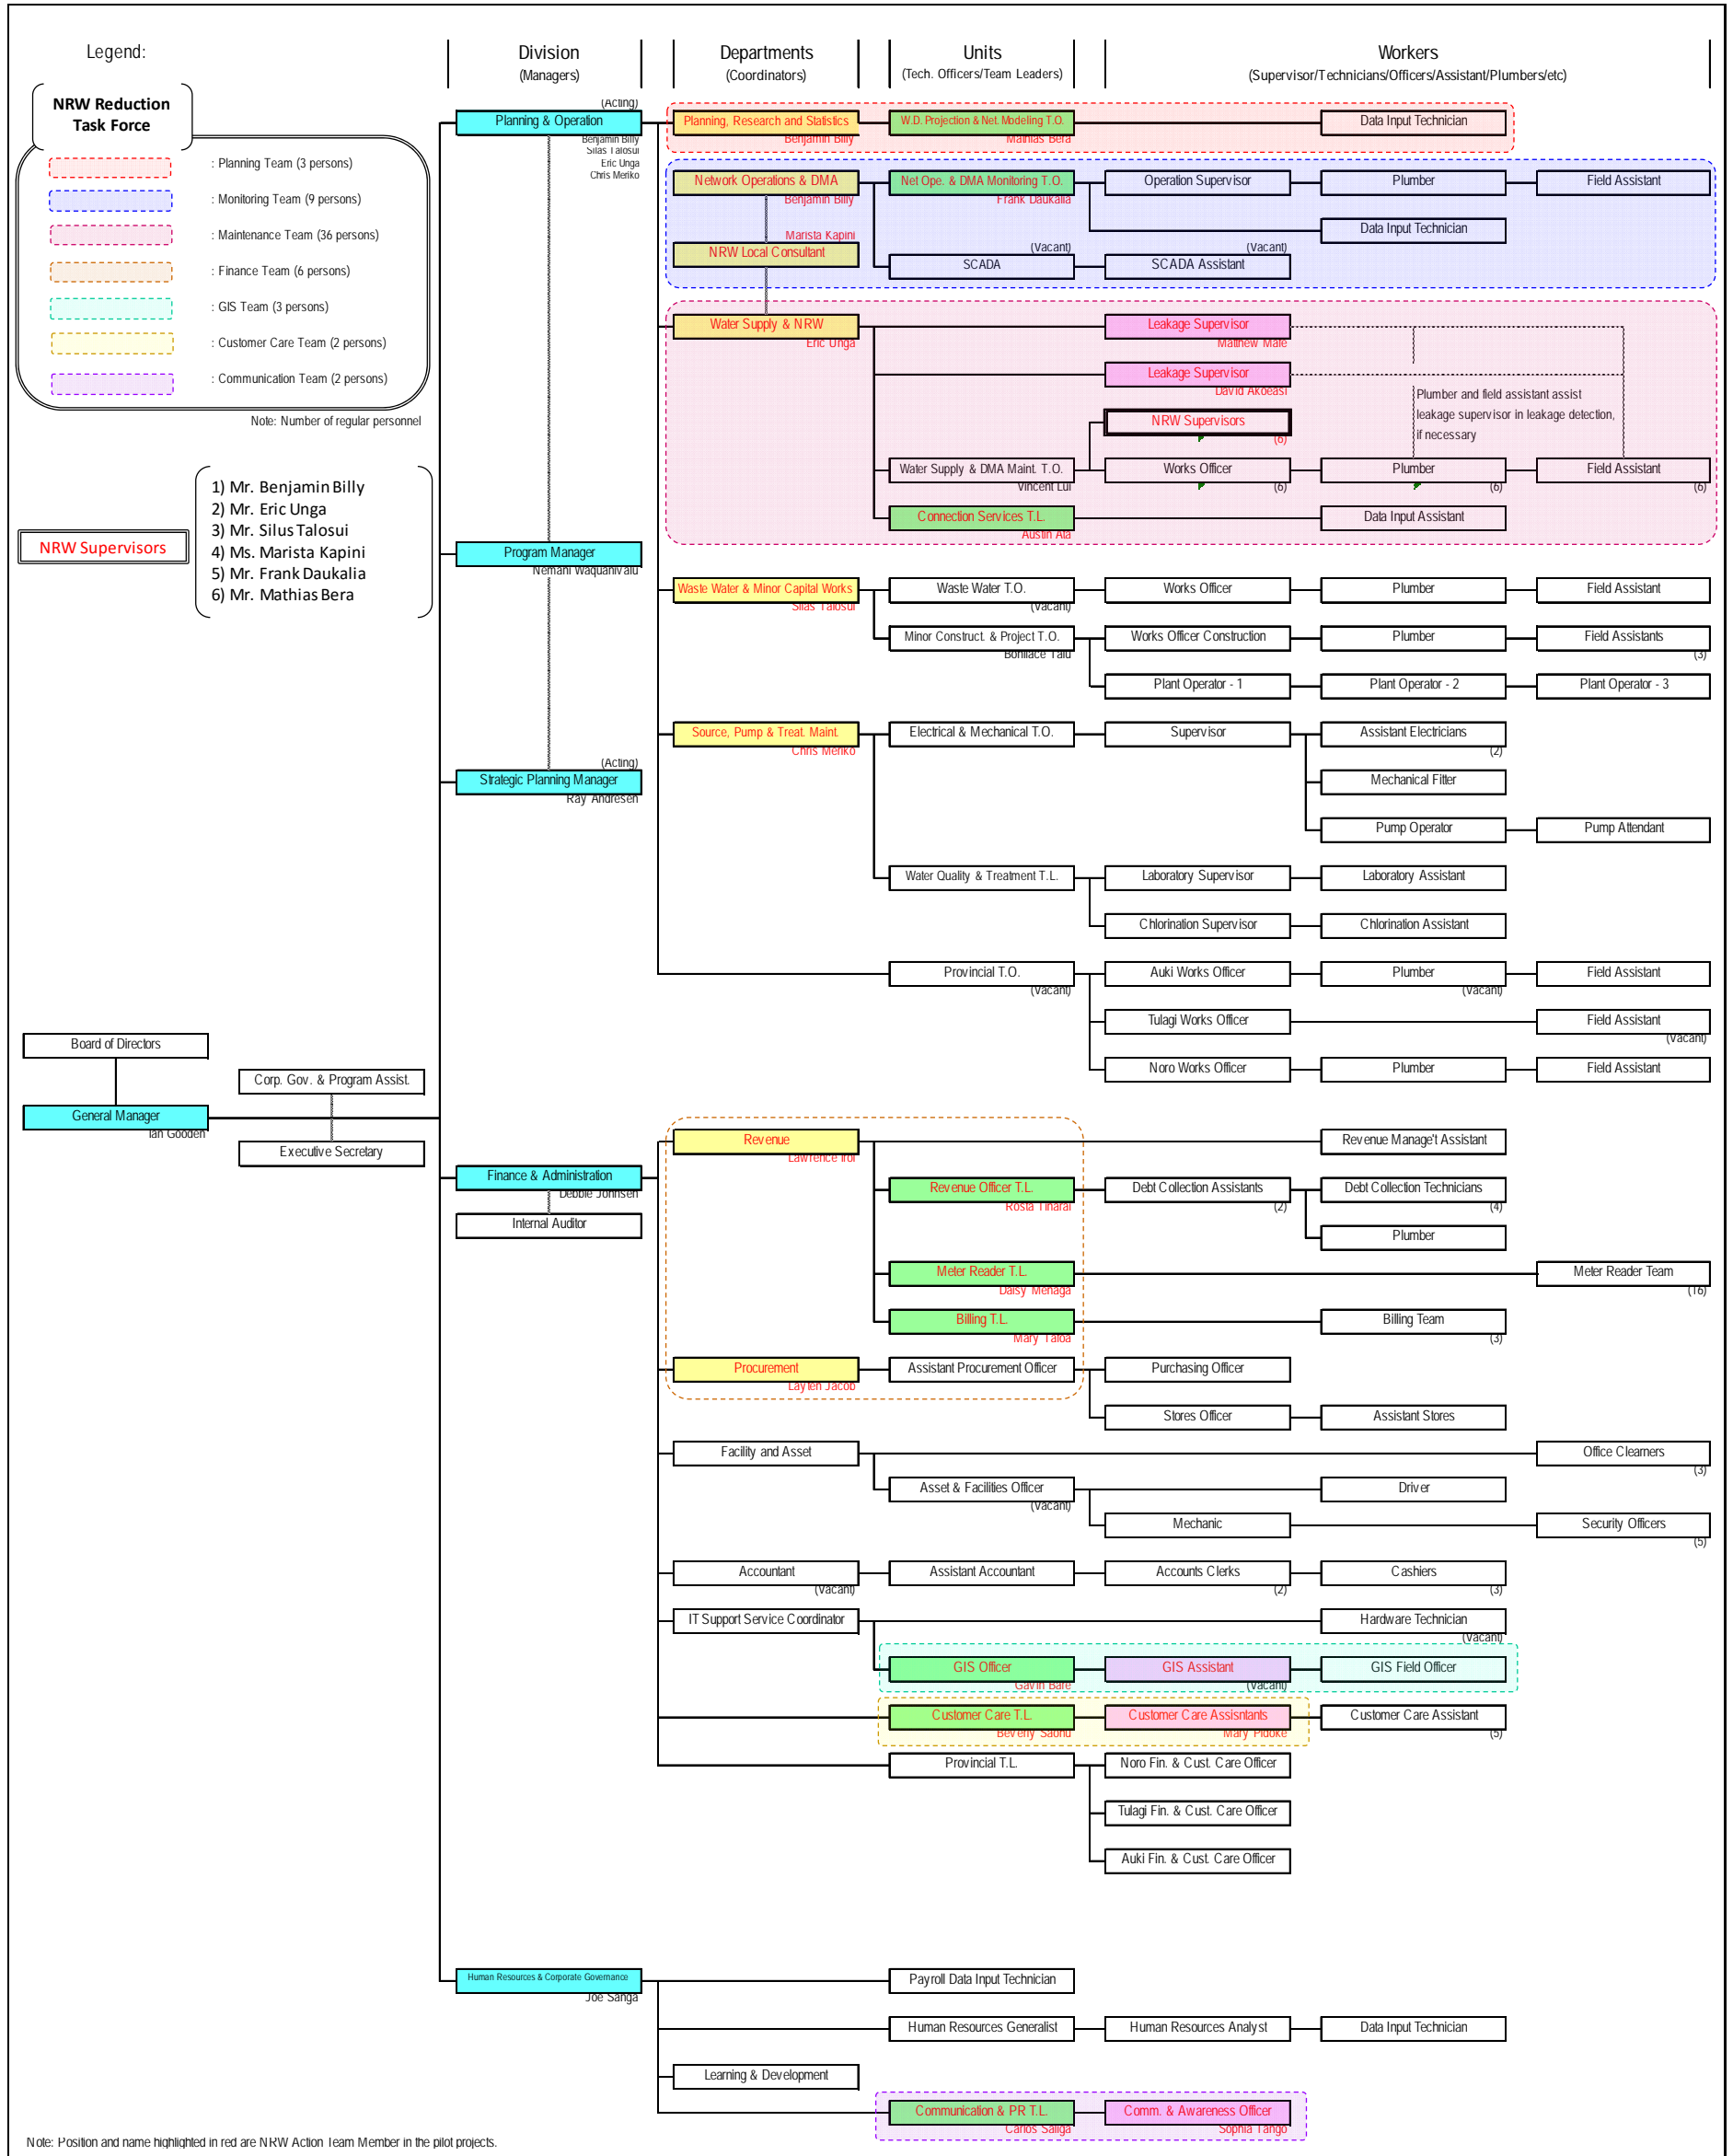 Legend:
Division
(Managers)
Departments
(Coordinators)
Units
(Tech. Officers/Team Leaders)
Workers
(Supervisor/Technicians/Officers/Assistant/Plumbers/etc)
NRW Reduction
Task Force
: Planning Team (3 persons)
: Monitoring Team (9 persons)
: Maintenance Team (36 persons)
: Finance Team (6 persons)
: GIS Team (3 persons)
: Customer Care Team (2 persons)
: Communication Team (2 persons)
Note: Number of regular personnel
NRW Supervisors
1) Mr. Benjamin Billy
2) Mr. Eric Unga
3) Mr. Silus Talosui
4) Ms. Marista Kapini
5) Mr. Frank Daukalia
6) Mr. Mathias Bera
(Acting)
Planning & Operation
Benjamin Billy
Silas Talosui
Eric Unga
Chris Meriko
Planning, Research and Statistics
Benjamin Billy
W.D. Projection & Net. Modeling T.O.
Mathias Bera
Data Input Technician
Network Operations & DMA
Benjamin Billy
Net Ope. & DMA Monitoring T.O.
Frank Daukalia
Operation Supervisor
Plumber
Field Assistant
Data Input Technician
Marista Kapini
NRW Local Consultant
(Vacant)
SCADA
(Vacant)
SCADA Assistant
Water Supply & NRW
Eric Unga
Leakage Supervisor
Matthew Male
Leakage Supervisor
David Akoeasi
Plumber and field assistant assist
leakage supervisor in leakage detection,
if necessary
NRW Supervisors
(6)
Water Supply & DMA Maint. T.O.
Vincent Lui
Works Officer
(6)
Plumber
(6)
Field Assistant
(6)
Connection Services T.L.
Austin Ata
Data Input Assistant
Program Manager
Nemani Waquanivalu
Waste Water & Minor Capital Works
Silas Talosui
Waste Water T.O.
(Vacant)
Works Officer
Plumber
Field Assistant
Minor Construct. & Project T.O.
Boniface Talu
Works Officer Construction
Plumber
Field Assistants
(3)
Plant Operator - 1
Plant Operator - 2
Plant Operator - 3
Source, Pump & Treat. Maint.
Chris Meriko
Electrical & Mechanical T.O.
Supervisor
Assistant Electricians
(2)
(Acting)
Strategic Planning Manager
Ray Andresen
Mechanical Fitter
Pump Operator
Pump Attendant
Water Quality & Treatment T.L.
Laboratory Supervisor
Laboratory Assistant
Chlorination Supervisor
Chlorination Assistant
Provincial T.O.
(Vacant)
Auki Works Officer
Plumber
(Vacant)
Field Assistant
Tulagi Works Officer
Field Assistant
(Vacant)
Noro Works Officer
Plumber
Field Assistant
Board of Directors
Corp. Gov. & Program Assist.
General Manager
Ian Gooden
Executive Secretary
Finance & Administration
Debbie Johnsen
Internal Auditor
Revenue
Lawrence Iroi
Revenue Manage't Assistant
Revenue Officer T.L.
Rosta Tinarai
Debt Collection Assistants
(2)
Debt Collection Technicians
(4)
Plumber
Meter Reader T.L.
Daisy Menaga
Meter Reader Team
(16)
Billing T.L.
Mary Taloa
Billing Team
(3)
Procurement
Layten Jacob
Assistant Procurement Officer
Purchasing Officer
Stores Officer
Assistant Stores
Facility and Asset
Office Clearners
(3)
Asset & Facilities Officer
(Vacant)
Driver
Mechanic
Security Officers
(5)
Accountant
(Vacant)
Assistant Accountant
Accounts Clerks
(2)
Cashiers
(3)
IT Support Service Coordinator
Hardware Technician
(Vacant)
GIS Officer
Gavin Bare
GIS Assistant
(Vacant)
GIS Field Officer
Customer Care T.L.
Beverly Saohu
Customer Care Assisntants
Mary Pidoke
Customer Care Assistant
(5)
Provincial T.L.
Noro Fin. & Cust. Care Officer
Tulagi Fin. & Cust. Care Officer
Auki Fin. & Cust. Care Officer
Human Resources & Corporate Governance
Joe Sanga
Payroll Data Input Technician
Human Resources Generalist
Human Resources Analyst
Data Input Technician
Learning & Development
Communication & PR T.L.
Carlos Saliga
Comm. & Awareness Officer
Sophia Tango
Note: Position and name highlighted in red are NRW Action Team Member in the pilot projects.